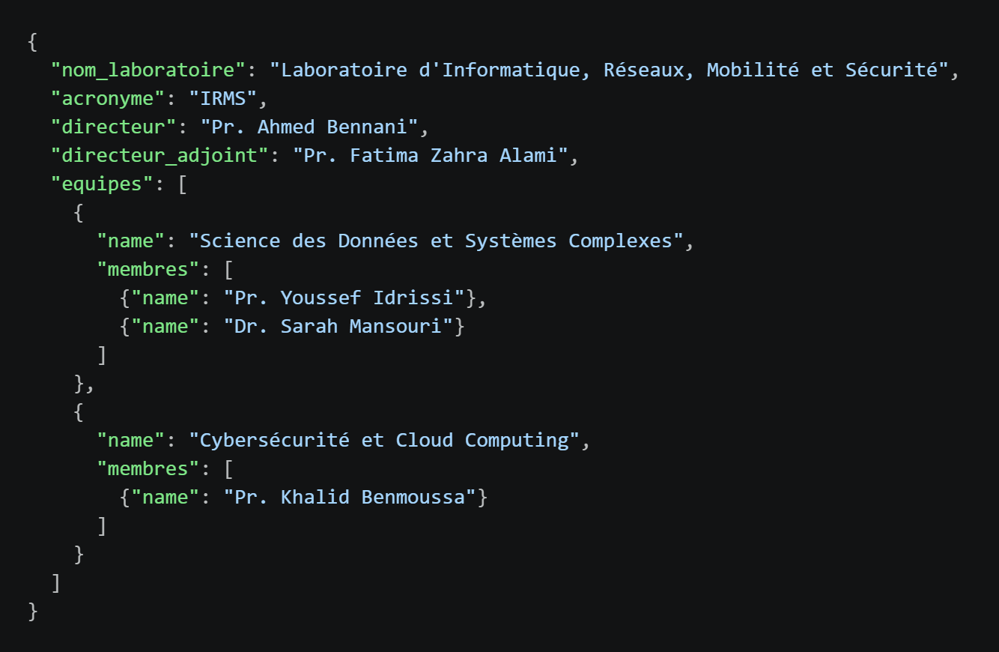 {
  "nom_laboratoire": "Laboratoire d'Informatique, Réseaux, Mobilité et Sécurité",
  "acronyme": "IRMS",
  "directeur": "Pr. Ahmed Bennani",
  "directeur_adjoint": "Pr. Fatima Zahra Alami",
  "equipes": [
    {
      "name": "Science des Données et Systèmes Complexes",
      "membres": [
        {"name": "Pr. Youssef Idrissi"},
        {"name": "Dr. Sarah Mansouri"}
      ]
    },
    {
      "name": "Cybersécurité et Cloud Computing",
      "membres": [
        {"name": "Pr. Khalid Benmoussa"}
      ]
    }
  ]
}